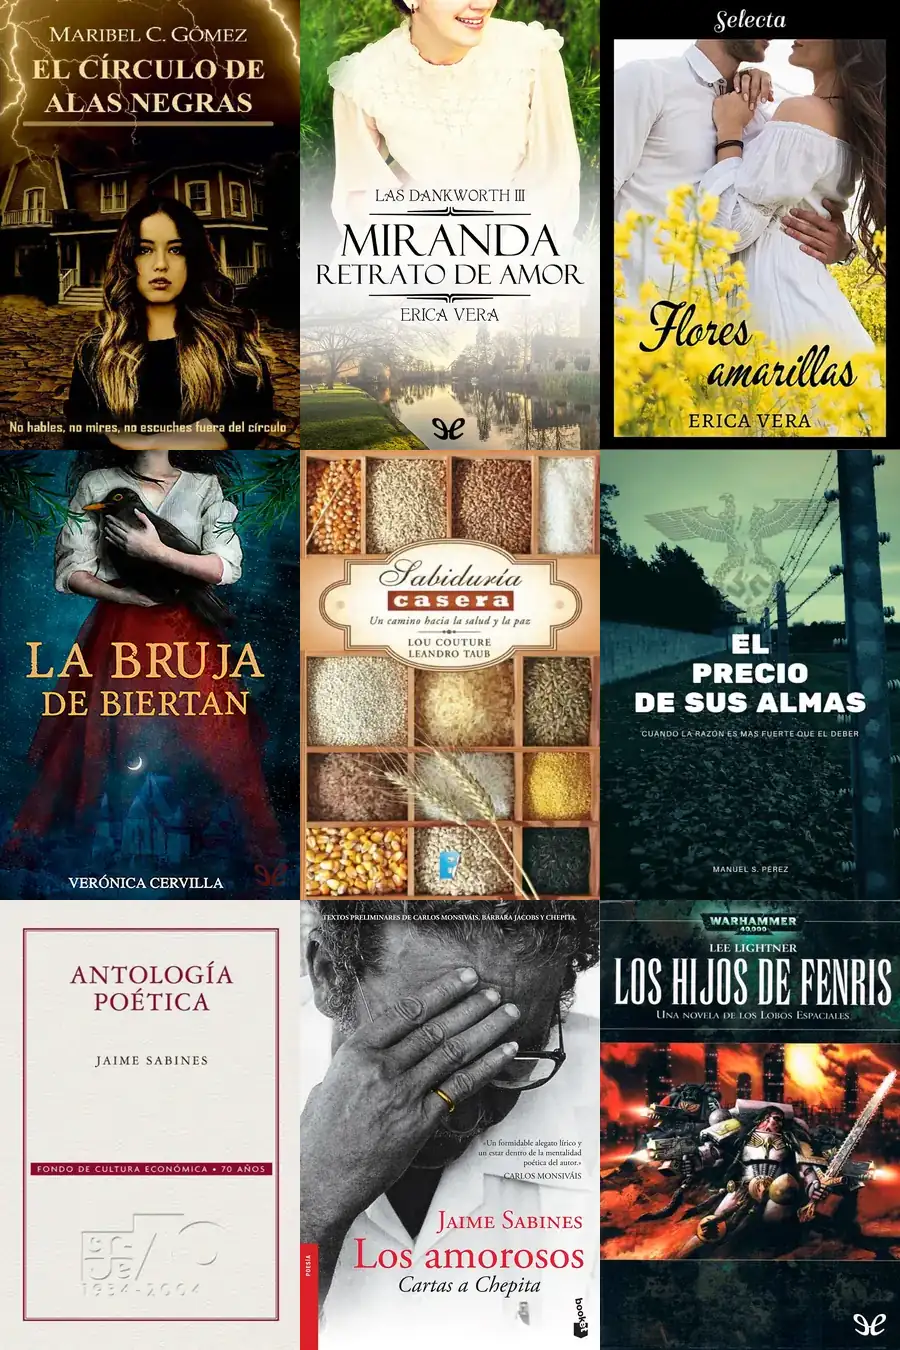 MARIBEL C. GÓMEZ
EL CÍRCULO DE
ALAS NEGRAS
No hables, no mires, no escuches fuera del círculo
LAS DANKWORTH III
MIRANDA
RETRATO DE AMOR
ERICA VERA
Selecta
Flores
amarillas
ERICA VERA
LA BRUJA
DE BIERTAN
VERÓNICA CERVILLA
Sabiduría
casera
Un camino hacia la salud y la paz
LOU COUTURE
LEANDRO TAUB
EL
PRECIO
DE SUS ALMAS
CUANDO LA RAZÓN ES MAS FUERTE QUE EL DEBER
MANUEL S. PEREZ
ANTOLOGÍA
POÉTICA
JAIME SABINES
FONDO DE CULTURA ECONÓMICA • 70 AÑOS
1934-2004
TEXTOS PRELIMINARES DE CARLOS MONSIVÁIS, BÁRBARA JACOBS Y CHEPITA.
«Un formidable alegato lírico y
un estar dentro de la mentalidad
poética del autor.»
CARLOS MONSIVÁIS
JAIME SABINES
Los amorosos
Cartas a Chepita
POESÍA
booket
WARHAMMER
40,000
LEE LIGHTNER
LOS HIJOS DE FENRIS
UNA NOVELA DE LOS LOBOS ESPACIALES